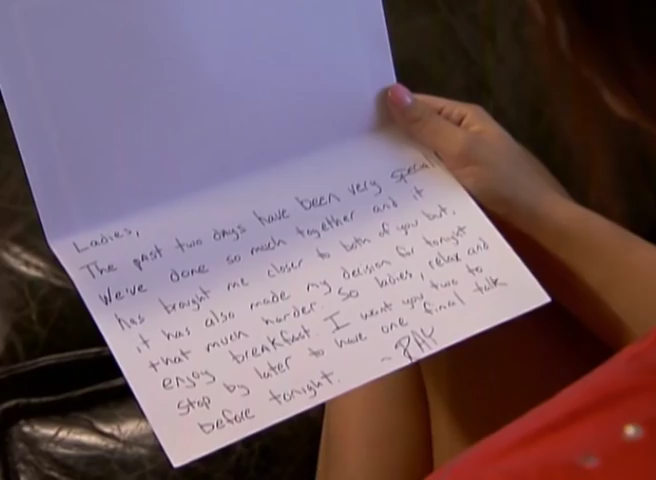 Ladies,
The past two days have been very special
We've done so much together and it
has brought me closer to both of you but,
it has also made my decision for tonight
that much harder. So ladies, relax and
enjoy breakfast. I want you two to
stop by later to have one final talk
before tonight. ~RAY